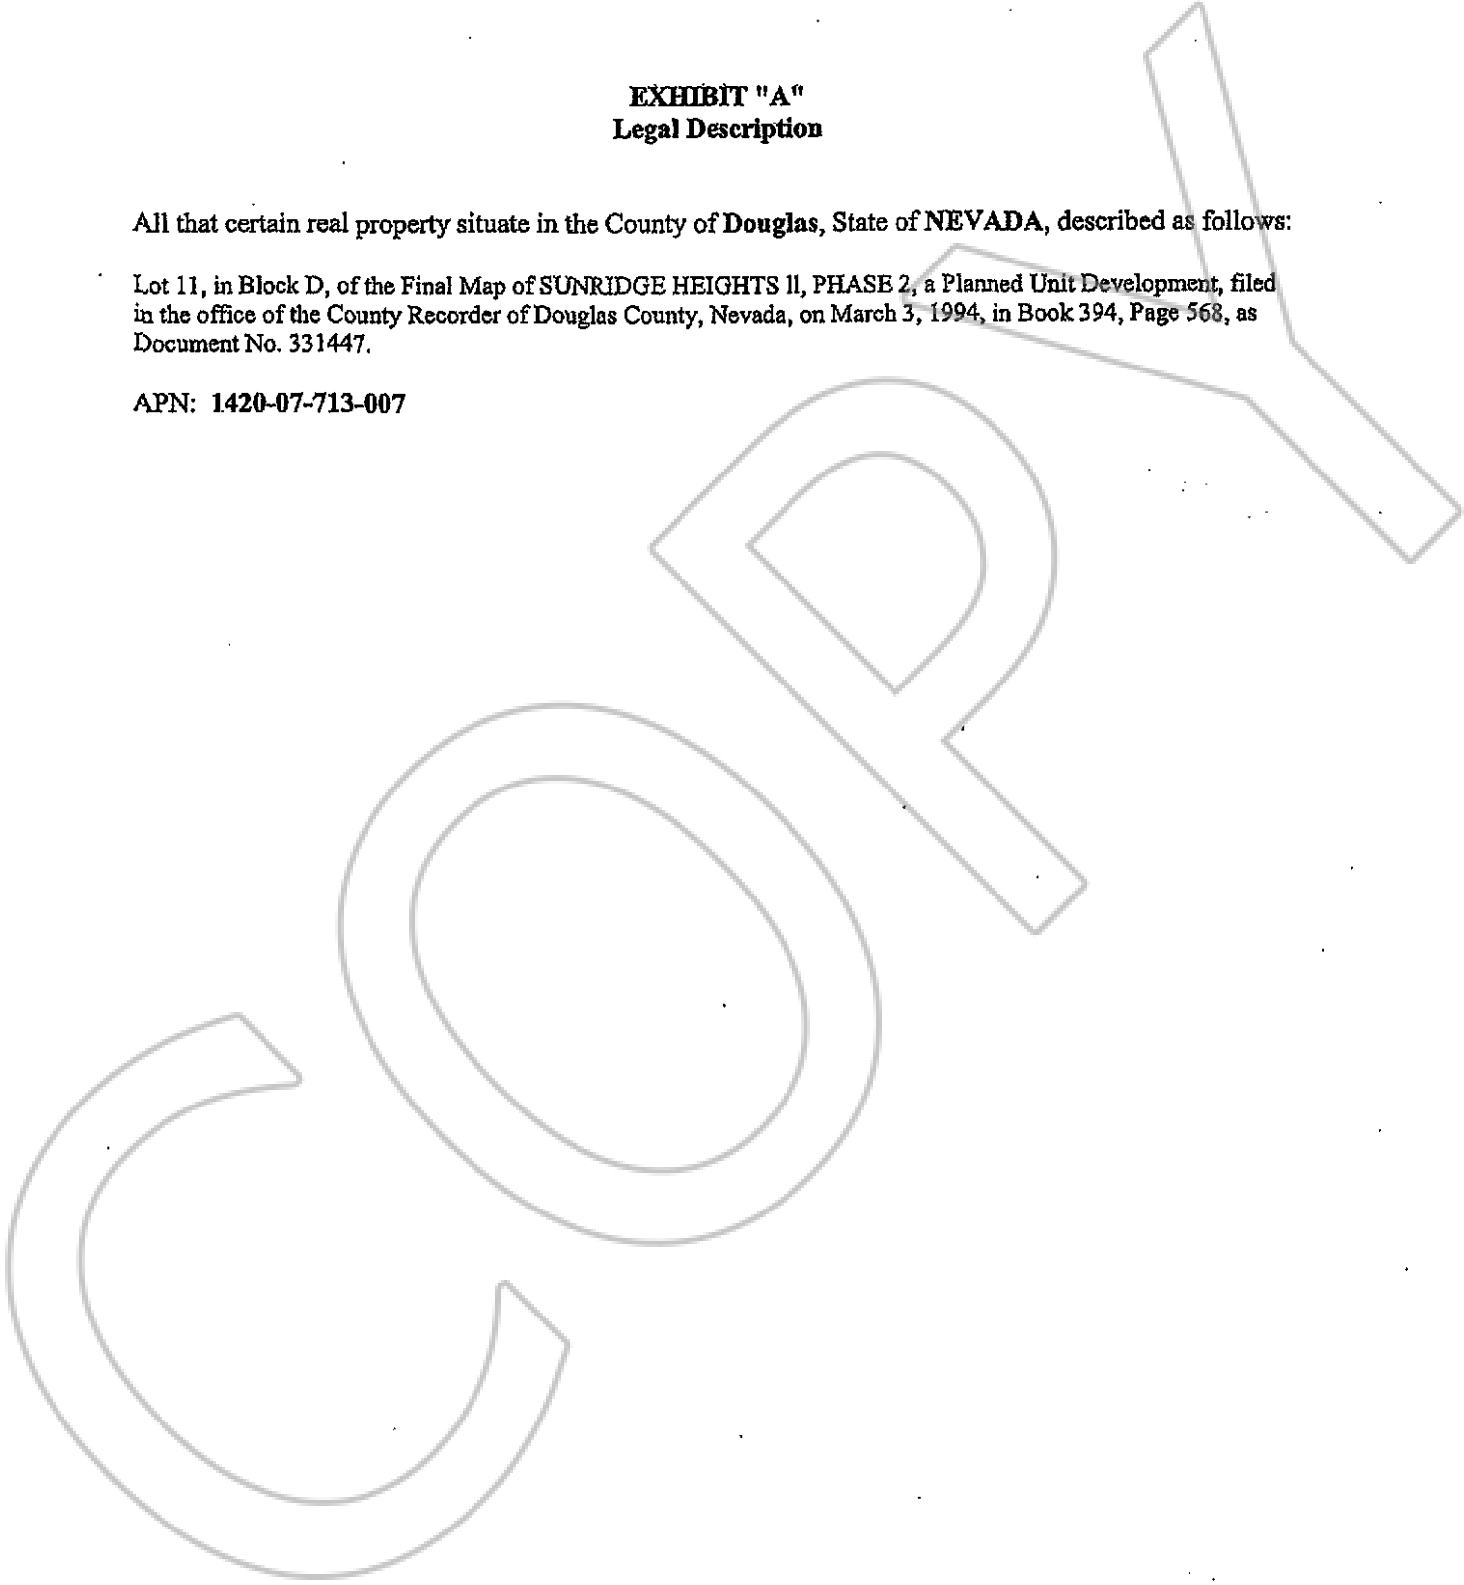 EXHIBIT "A"
Legal Description
All that certain real property situate in the County of Douglas, State of NEVADA, described as follows:
Lot 11, in Block D, of the Final Map of SUNRIDGE HEIGHTS II, PHASE 2, a Planned Unit Development, filed
in the office of the County Recorder of Douglas County, Nevada, on March 3, 1994, in Book 394, Page 568, as
Document No. 331447.
APN: 1420-07-713-007
COPY